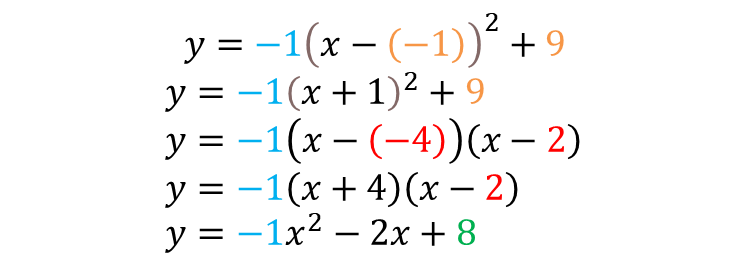 y = −1(x − (−1))² + 9
y = −1(x + 1)² + 9
y = −1(x − (−4))(x − 2)
y = −1(x + 4)(x − 2)
y = −1x² − 2x + 8